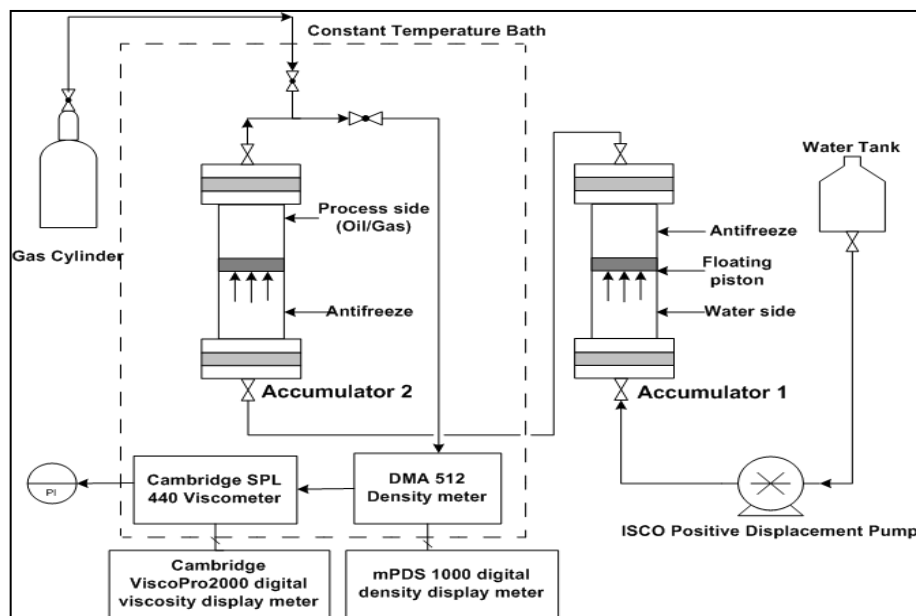 Constant Temperature Bath
Gas Cylinder
Process side
(Oil/Gas)
Antifreeze
Accumulator 2
Water Tank
Antifreeze
Floating
piston
Water side
Accumulator 1
ISCO Positive Displacement Pump
PI
Cambridge SPL
440 Viscometer
DMA 512
Density meter
Cambridge
ViscoPro2000 digital
viscosity display meter
mPDS 1000 digital
density display meter